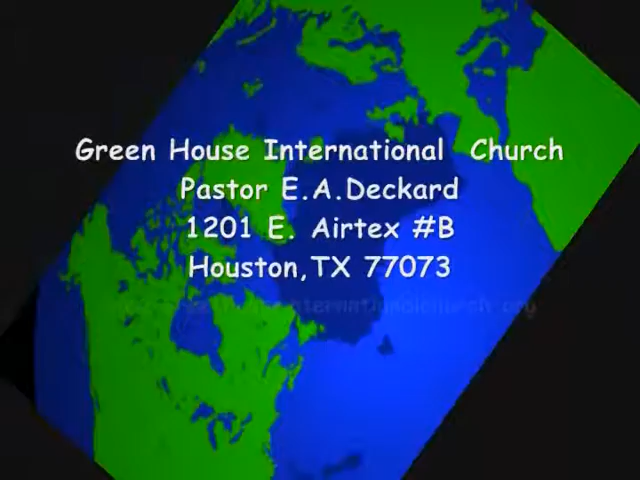 Green House International Church
Pastor E.A.Deckard
1201 E. Airtex #B
Houston,TX 77073